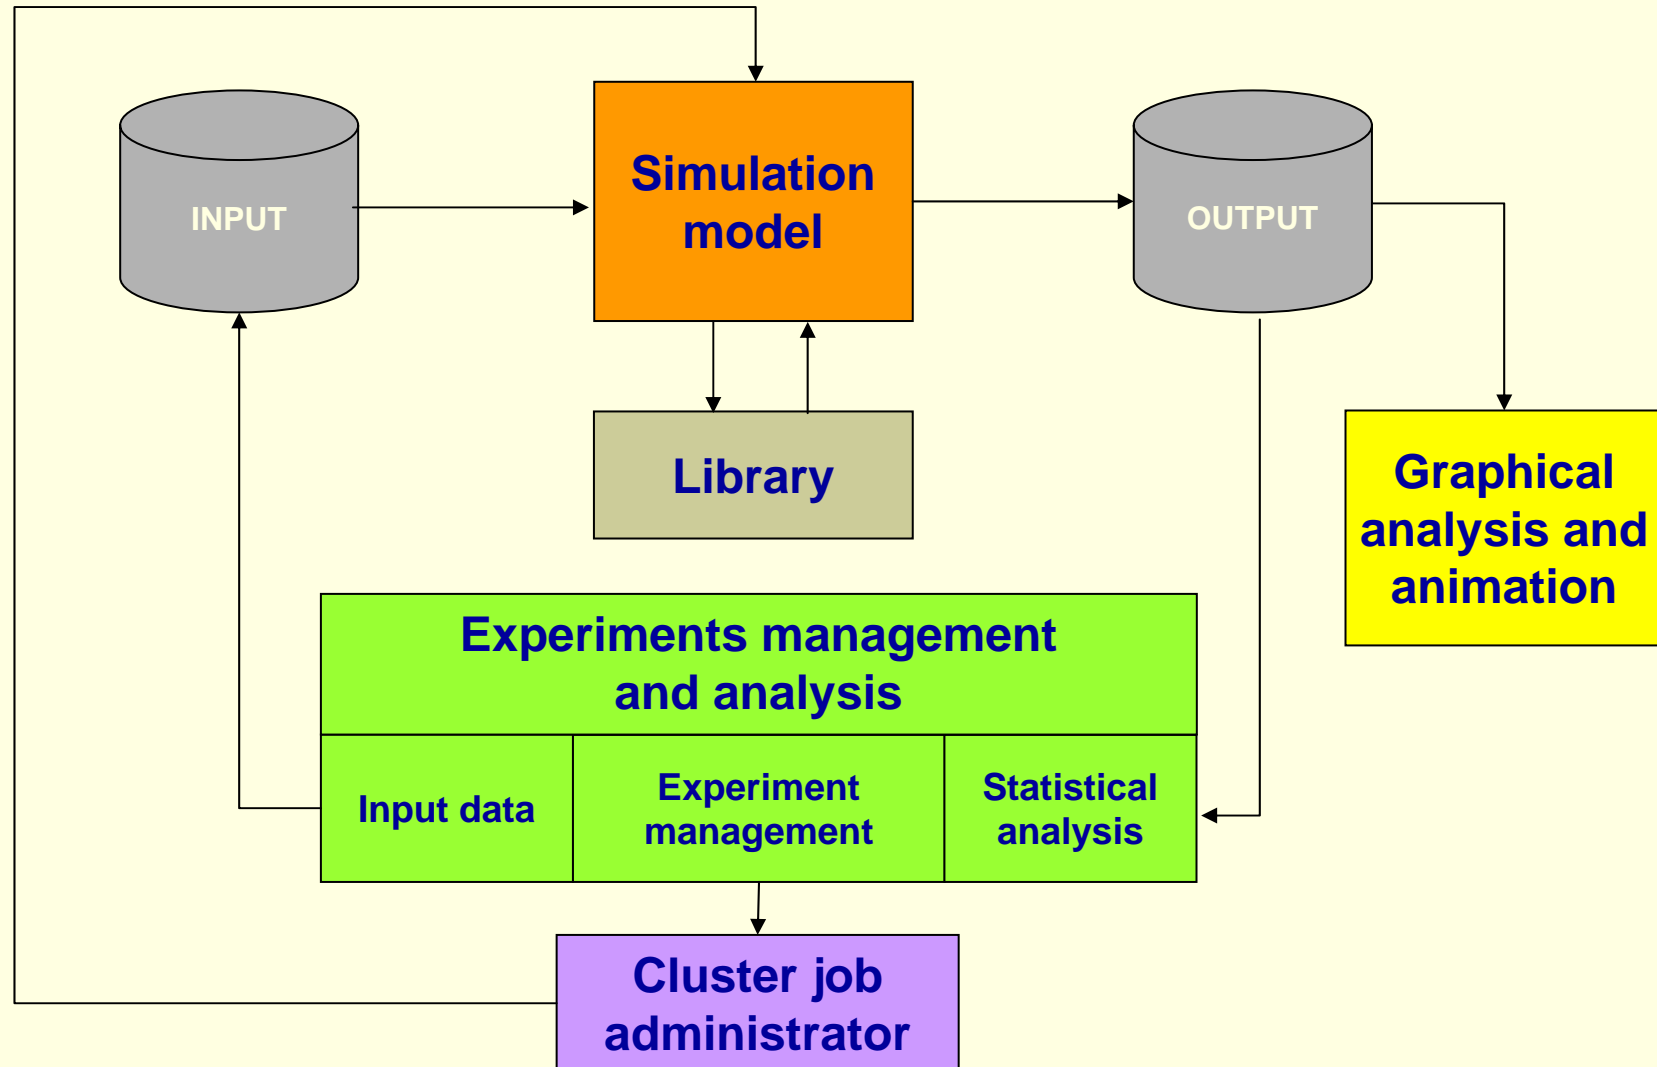 Simulation
model
INPUT
OUTPUT
Library
Graphical
analysis and
animation
Experiments management
and analysis
Input data
Experiment
management
Statistical
analysis
Cluster job
administrator